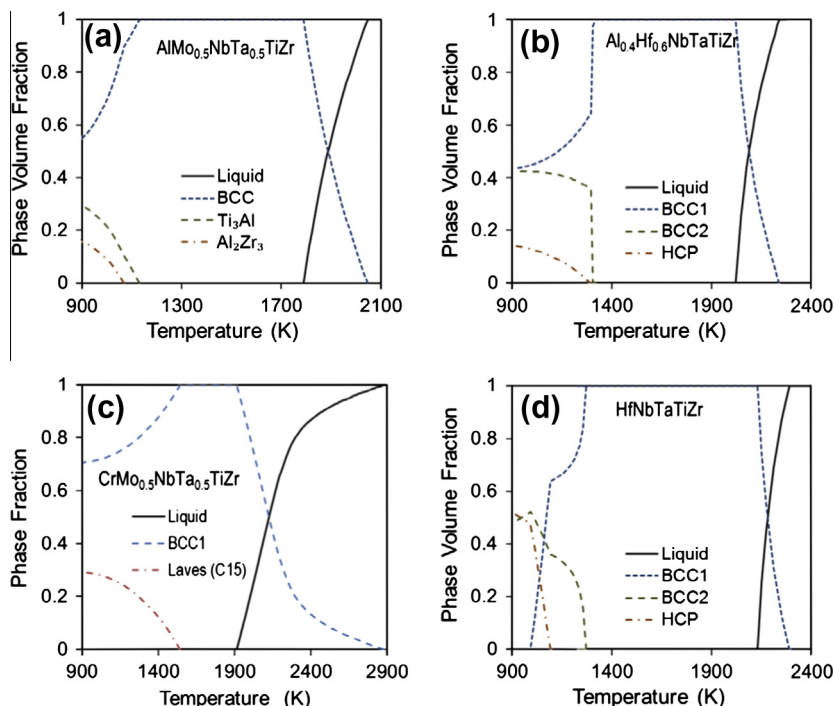 (a)
AlMo0.5NbTa0.5TiZr
Phase Volume Fraction
1
0.8
0.6
0.4
0.2
0
Liquid
BCC
Ti3Al
Al2Zr3
900
1300
1700
2100
Temperature (K)
(b)
Al0.4Hf0.6NbTaTiZr
Phase Volume Fraction
1
0.8
0.6
0.4
0.2
0
Liquid
BCC1
BCC2
HCP
900
1400
1900
2400
Temperature (K)
(c)
CrMo0.5NbTa0.5TiZr
Phase Fraction
1
0.8
0.6
0.4
0.2
0
Liquid
BCC1
Laves (C15)
900
1400
1900
2400
2900
Temperature (K)
(d)
HfNbTaTiZr
Phase Volume Fraction
1
0.8
0.6
0.4
0.2
0
Liquid
BCC1
BCC2
HCP
900
1400
1900
2400
Temperature (K)